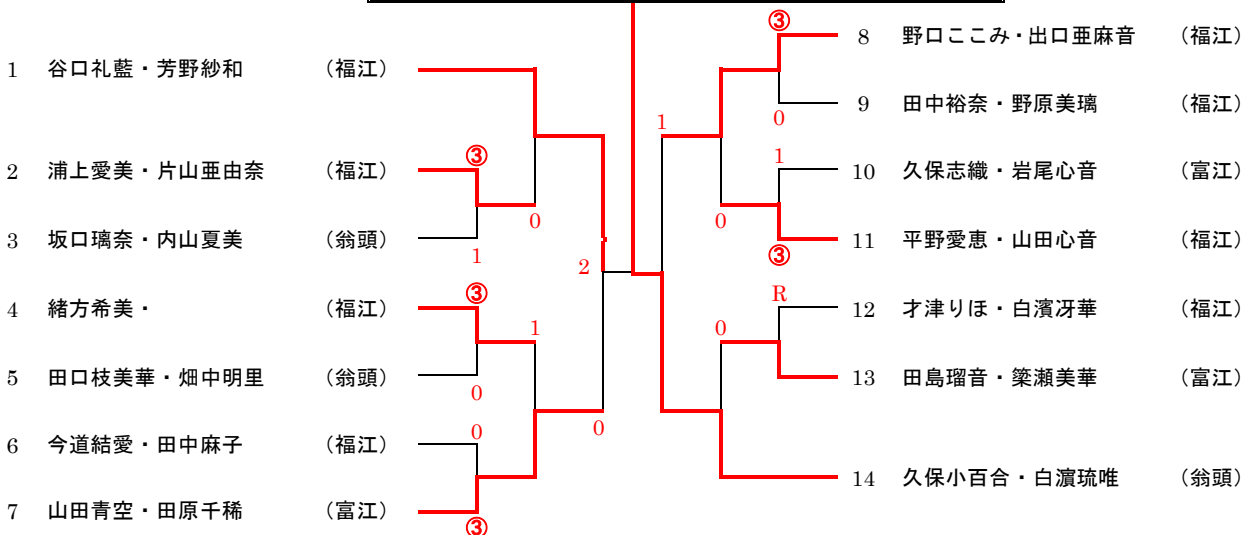 1 谷口礼藍・芳野紗和 （福江）
2 浦上愛美・片山亜由奈 （福江）
3 坂口璃奈・内山夏美 （翁頭）
4 緒方希美・ （福江）
5 田口枝美華・畑中明里 （翁頭）
6 今道結愛・田中麻子 （福江）
7 山田青空・田原千稀 （富江）
③
1
0
③
0
1
0
③
0
2
③
0
1
1
0
③
R
0
8 野口ここみ・出口亜麻音 （福江）
9 田中裕奈・野原美璃 （福江）
10 久保志織・岩尾心音 （富江）
11 平野愛恵・山田心音 （福江）
12 才津りほ・白濱冴華 （福江）
13 田島瑠音・簗瀬美華 （富江）
14 久保小百合・白濵琉唯 （翁頭）